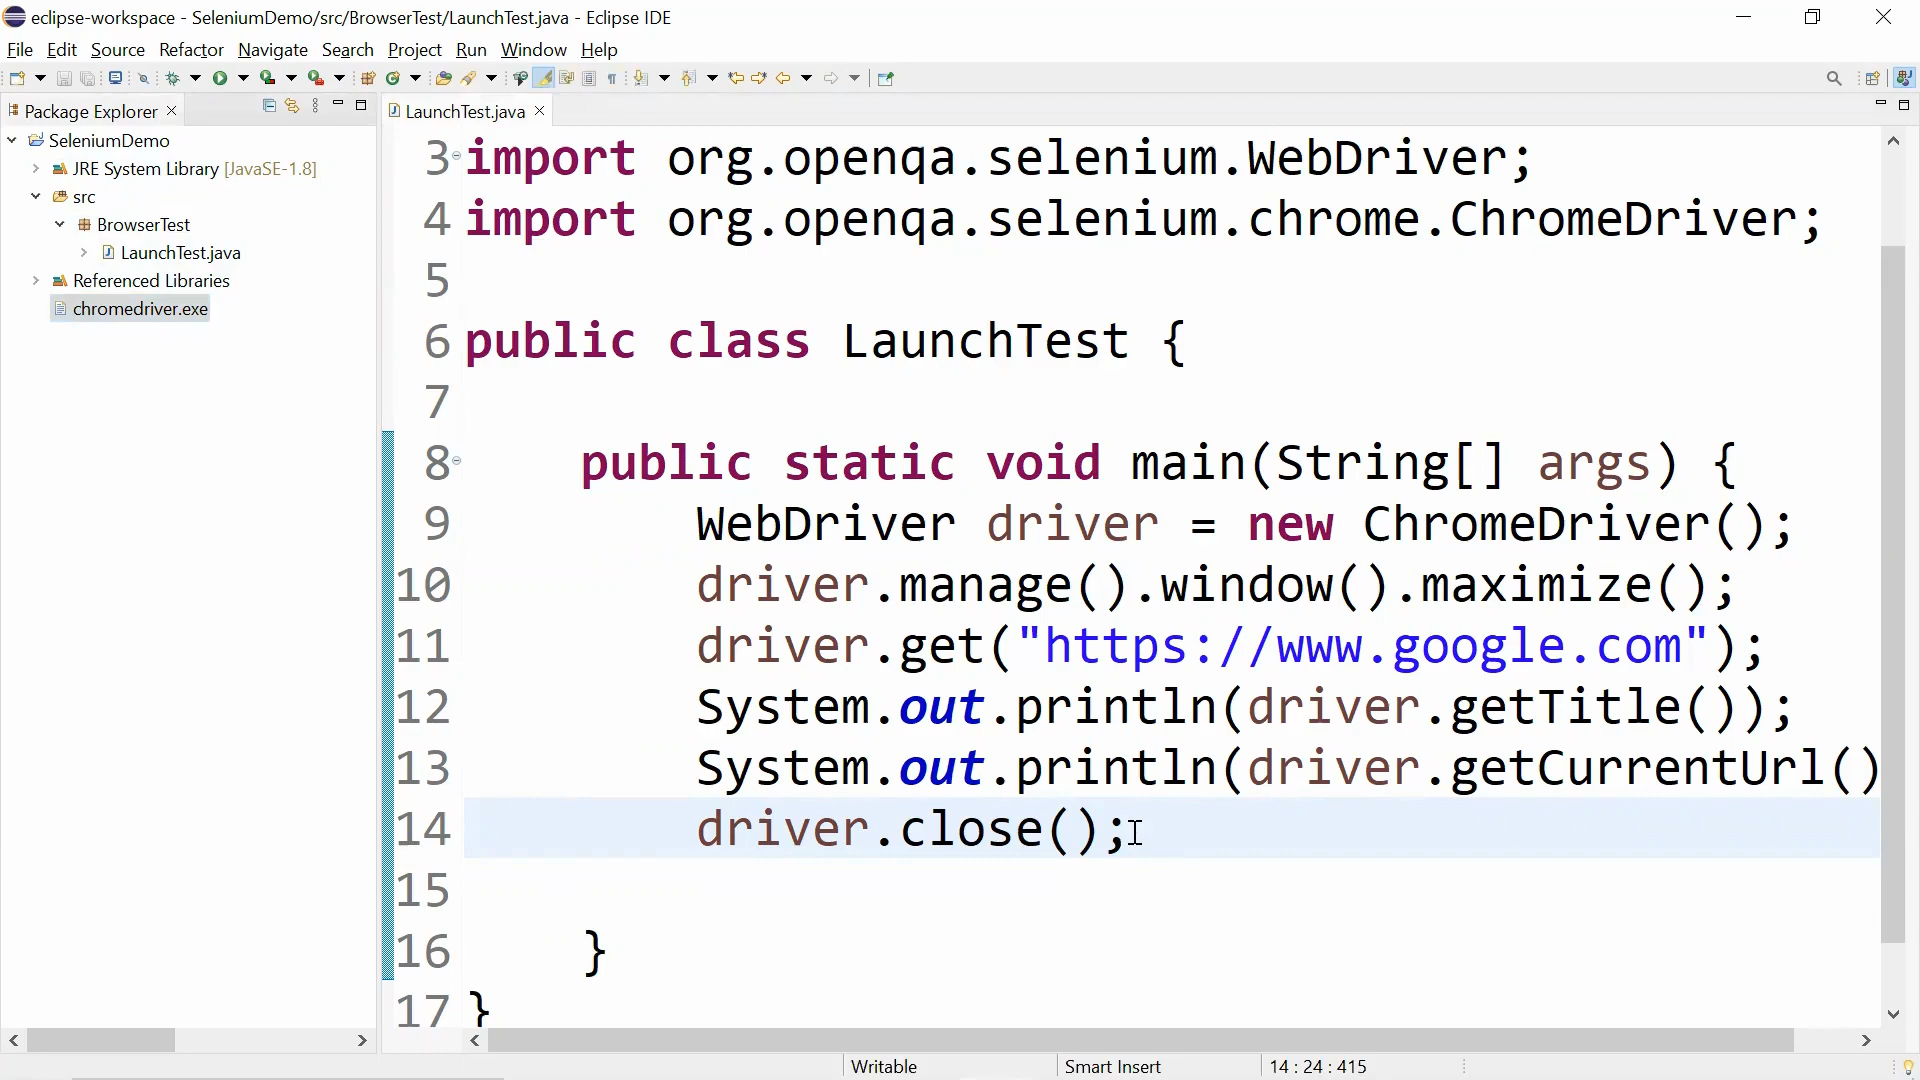 eclipse-workspace - SeleniumDemo/src/BrowserTest/LaunchTest.java - Eclipse IDE
File Edit Source Refactor Navigate Search Project Run Window Help
Package Explorer
SeleniumDemo
JRE System Library [JavaSE-1.8]
src
BrowserTest
LaunchTest.java
Referenced Libraries
chromedriver.exe
LaunchTest.java
3 import org.openqa.selenium.WebDriver;
4 import org.openqa.selenium.chrome.ChromeDriver;
5
6 public class LaunchTest {
7
8 public static void main(String[] args) {
9 WebDriver driver = new ChromeDriver();
10 driver.manage().window().maximize();
11 driver.get("https://www.google.com");
12 System.out.println(driver.getTitle());
13 System.out.println(driver.getCurrentUrl()
14 driver.close();
15
16 }
17 }
Writable Smart Insert 14 : 24 : 415